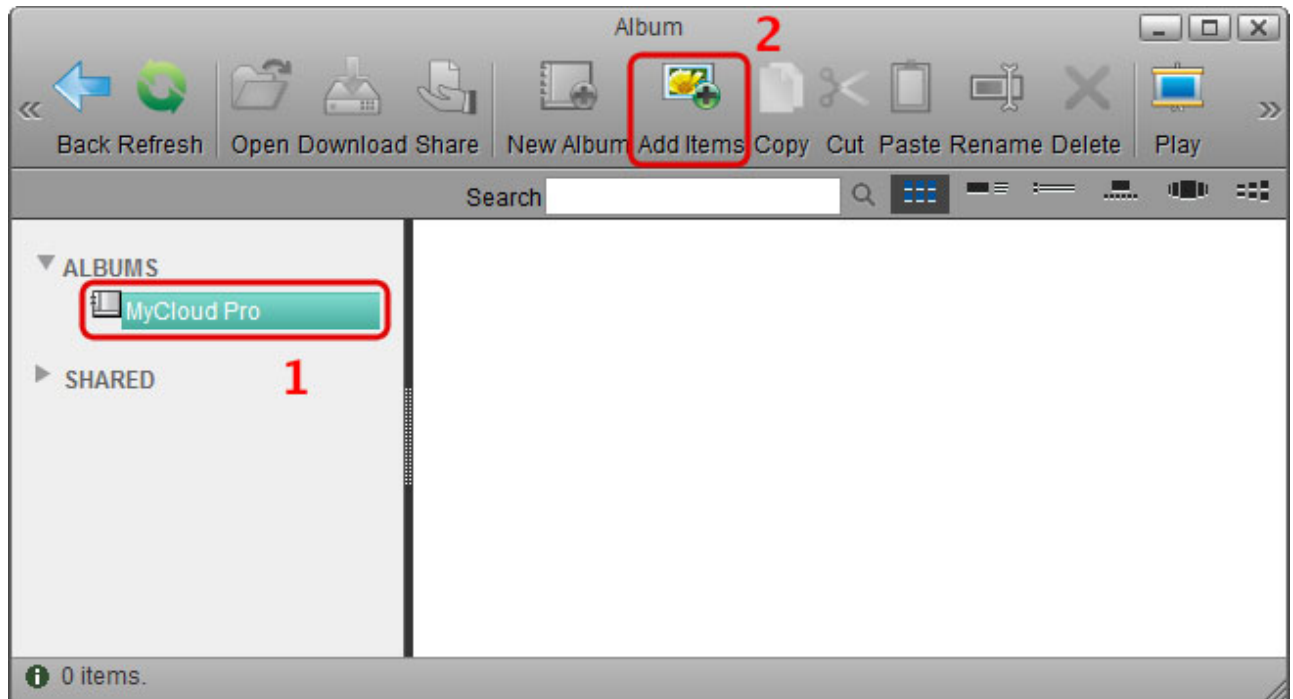 Album
2
Back Refresh Open Download Share New Album Add Items Copy Cut Paste Rename Delete Play
Search
ALBUMS
MyCloud Pro
SHARED
1
0 items.